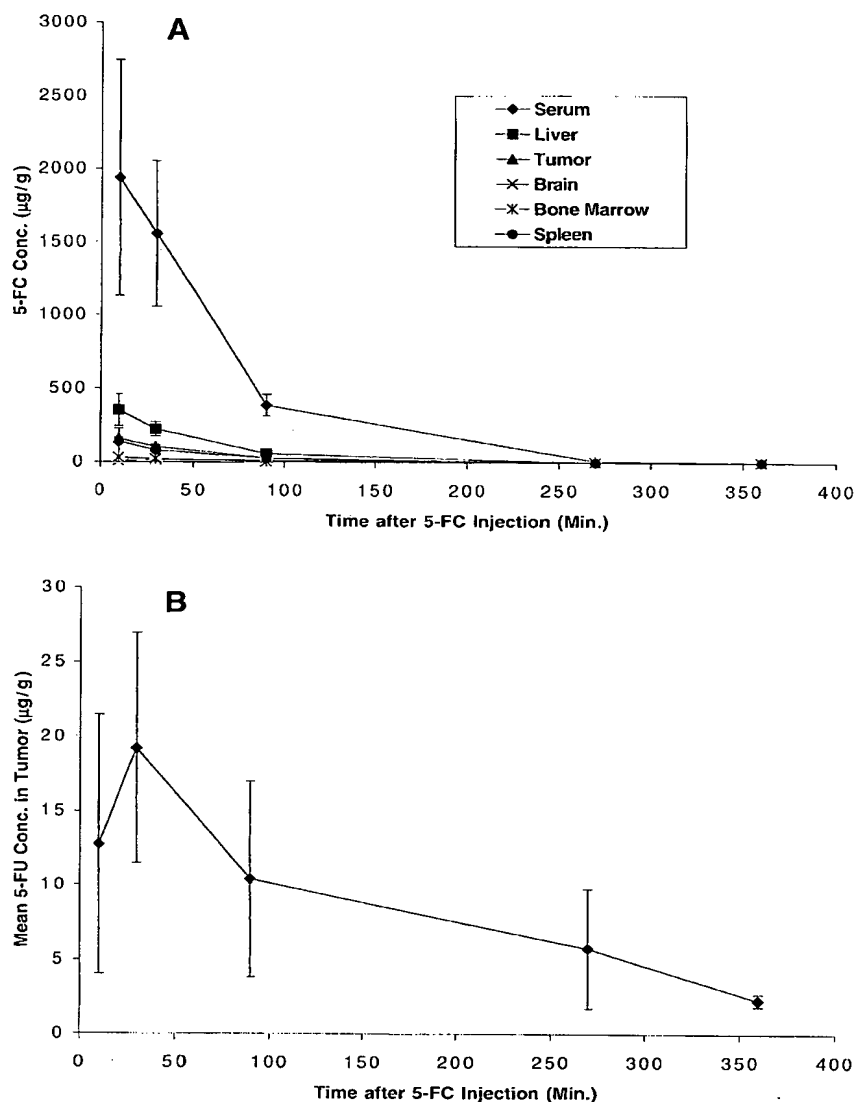 A
3000
2500
2000
1500
1000
500
0
5-FC Conc. (µg/g)
Serum
Liver
Tumor
Brain
Bone Marrow
Spleen
0 50 100 150 200 250 300 350 400
Time after 5-FC Injection (Min.)
B
30
25
20
15
10
5
0
Mean 5-FU Conc. in Tumor (µg/g)
0 50 100 150 200 250 300 350 400
Time after 5-FC Injection (Min.)